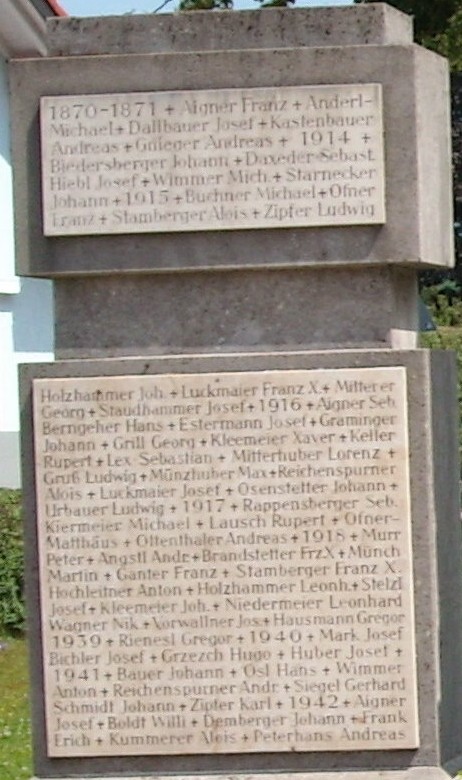 1870-1871 + Aigner Franz + Anderl-
Michael + Dallbauer Josef + Kastenbauer
Andreas + Grieger Andreas + 1914 +
Biedersberger Johann + Daxeder Sebast.
Hiebl Josef + Wimmer Mich. + Starnecker
Johann + 1915 + Buchner Michael + Ofner
Franz + Stamberger Alois + Zipfer Ludwig
Holzhammer Joh. + Luckmaier Franz X. + Mitterer
Georg + Staudhammer Josef + 1916 + Aigner Seb.
Berngeher Hans + Estermann Josef + Graminger
Johann + Grill Georg + Kleemeier Xaver + Keller
Rupert + Lex Sebastian + Mitterhuber Lorenz +
Gruß Ludwig + Münzhuber Max + Reichenspurner
Alois + Luckmaier Josef + Osenstetter Johann +
Urbauer Ludwig + 1917 + Rappensberger Seb.
Kiermeier Michael + Lausch Rupert + Ofner-
Matthäus + Ottenthaler Andreas + 1918 + Murr
Peter + Angstl Andr. + Brandstetter Frz X + Münch
Martin + Ganter Franz + Stamberger Franz X.
Hochleitner Anton + Holzhammer Leonh. + Stelzl
Josef + Kleemeier Joh. + Niedermeier Leonhard
Wagner Nik + Vorwallner Jos + Hausmann Gregor
1939 + Rienesl Gregor + 1940 + Mark Josef
Bichler Josef + Grzezch Hugo + Huber Josef +
1941 + Bauer Johann + Ösl Hans + Wimmer
Anton + Reichenspurner Andr. + Siegel Gerhard
Schmidt Johann + Zipfer Karl + 1942 + Aigner
Josef + Boldt Willi + Demberger Johann + Frank
Erich + Kummerer Alois + Peterhans Andreas